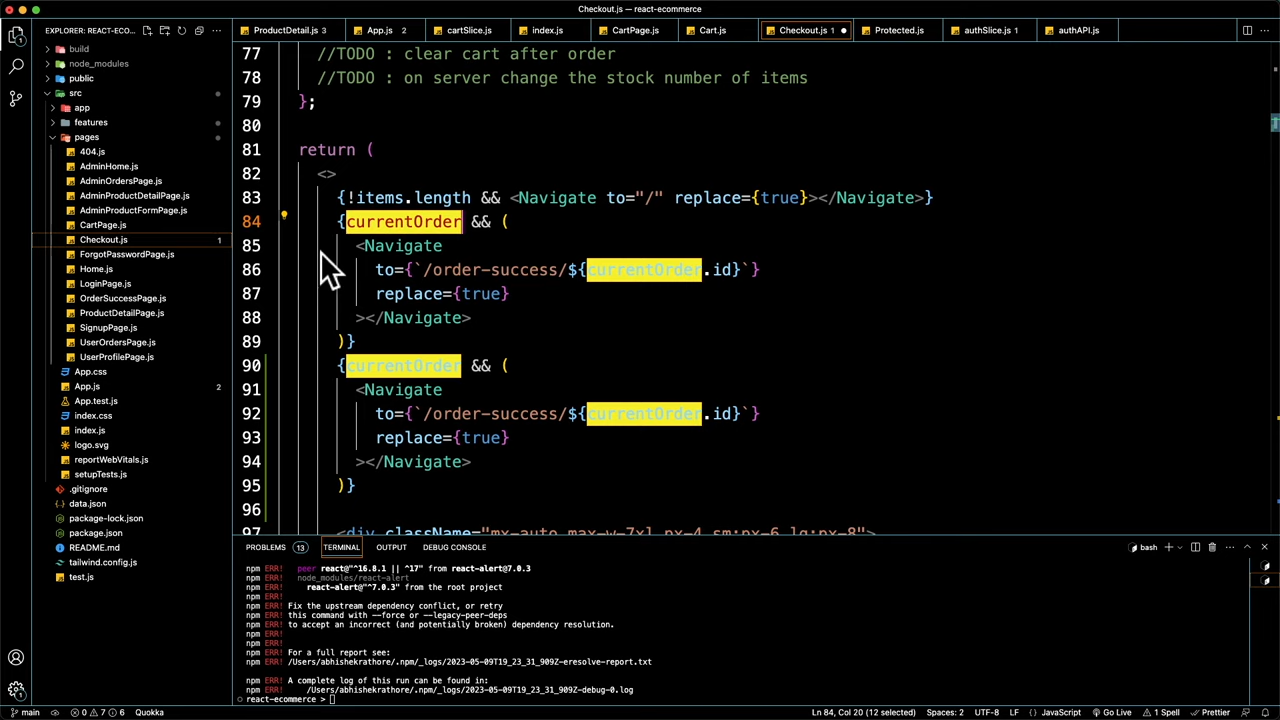 Checkout.js — react-ecommerce
EXPLORER: REACT-ECO...
build
node_modules
public
src
app
features
pages
404.js
AdminHome.js
AdminOrdersPage.js
AdminProductDetailPage.js
AdminProductFormPage.js
CartPage.js
Checkout.js 1
ForgotPasswordPage.js
Home.js
LoginPage.js
OrderSuccessPage.js
ProductDetailPage.js
SignupPage.js
UserOrdersPage.js
UserProfilePage.js
App.css
App.js 2
App.test.js
index.css
index.js
logo.svg
reportWebVitals.js
setupTests.js
.gitignore
data.json
package-lock.json
package.json
README.md
tailwind.config.js
test.js
ProductDetail.js 3 App.js 2 cartSlice.js index.js CartPage.js Cart.js Checkout.js 1 Protected.js authSlice.js 1 authAPI.js
77 //TODO : clear cart after order
78 //TODO : on server change the stock number of items
79 };
80
81 return (
82 <>
83 {!items.length && <Navigate to="/" replace={true}></Navigate>}
84 {currentOrder && (
85 <Navigate
86 to={`/order-success/${currentOrder.id}`}
87 replace={true}
88 ></Navigate>
89 )}
90 {currentOrder && (
91 <Navigate
92 to={`/order-success/${currentOrder.id}`}
93 replace={true}
94 ></Navigate>
95 )}
96
97 <div className="mx-auto max-w-7xl px-4 sm:px-6 lg:px-8">
PROBLEMS 13 TERMINAL OUTPUT DEBUG CONSOLE bash
npm ERR! peer react@"^16.8.1 || ^17" from react-alert@7.0.3
npm ERR! node_modules/react-alert
npm ERR! react-alert@"^7.0.3" from the root project
npm ERR!
npm ERR! Fix the upstream dependency conflict, or retry
npm ERR! this command with --force or --legacy-peer-deps
npm ERR! to accept an incorrect (and potentially broken) dependency resolution.
npm ERR!
npm ERR!
npm ERR! For a full report see:
npm ERR! /Users/abhishekrathore/.npm/_logs/2023-05-09T19_23_31_909Z-eresolve-report.txt
npm ERR! A complete log of this run can be found in:
npm ERR! /Users/abhishekrathore/.npm/_logs/2023-05-09T19_23_31_909Z-debug-0.log
react-ecommerce >
main 0 7 6 Quokka Ln 84, Col 20 (12 selected) Spaces: 2 UTF-8 LF JavaScript Go Live 1 Spell Prettier